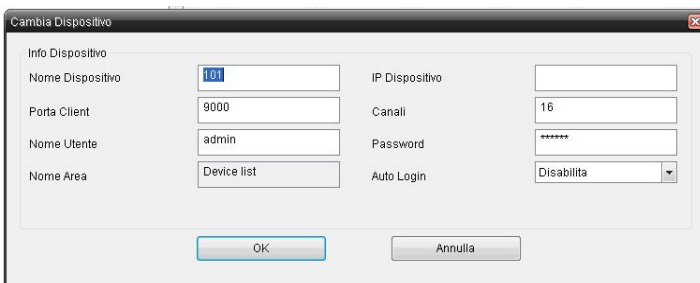 Cambia Dispositivo
Info Dispositivo
Nome Dispositivo 101 IP Dispositivo
Porta Client 9000 Canali 16
Nome Utente admin Password ******
Nome Area Device list Auto Login Disabilita
OK Annulla